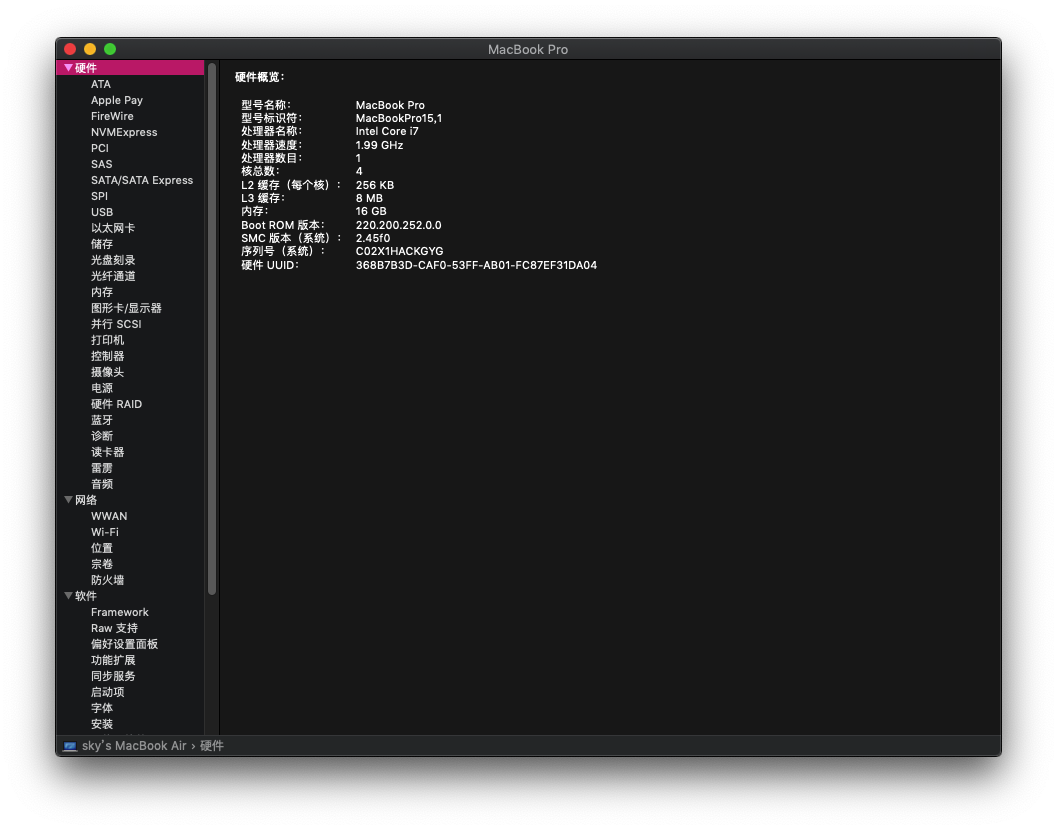 MacBook Pro
硬件
ATA
Apple Pay
FireWire
NVMExpress
PCI
SAS
SATA/SATA Express
SPI
USB
以太网卡
储存
光盘刻录
光纤通道
内存
图形卡/显示器
并行 SCSI
打印机
控制器
摄像头
电源
硬件 RAID
蓝牙
诊断
读卡器
雷雳
音频
网络
WWAN
Wi-Fi
位置
宗卷
防火墙
软件
Framework
Raw 支持
偏好设置面板
功能扩展
同步服务
启动项
字体
安装
硬件概览:
型号名称: MacBook Pro
型号标识符: MacBookPro15,1
处理器名称: Intel Core i7
处理器速度: 1.99 GHz
处理器数目: 1
核总数: 4
L2 缓存（每个核）: 256 KB
L3 缓存: 8 MB
内存: 16 GB
Boot ROM 版本: 220.200.252.0.0
SMC 版本（系统）: 2.45f0
序列号（系统）: C02X1HACKGYG
硬件 UUID: 368B7B3D-CAF0-53FF-AB01-FC87EF31DA04
sky's MacBook Air › 硬件